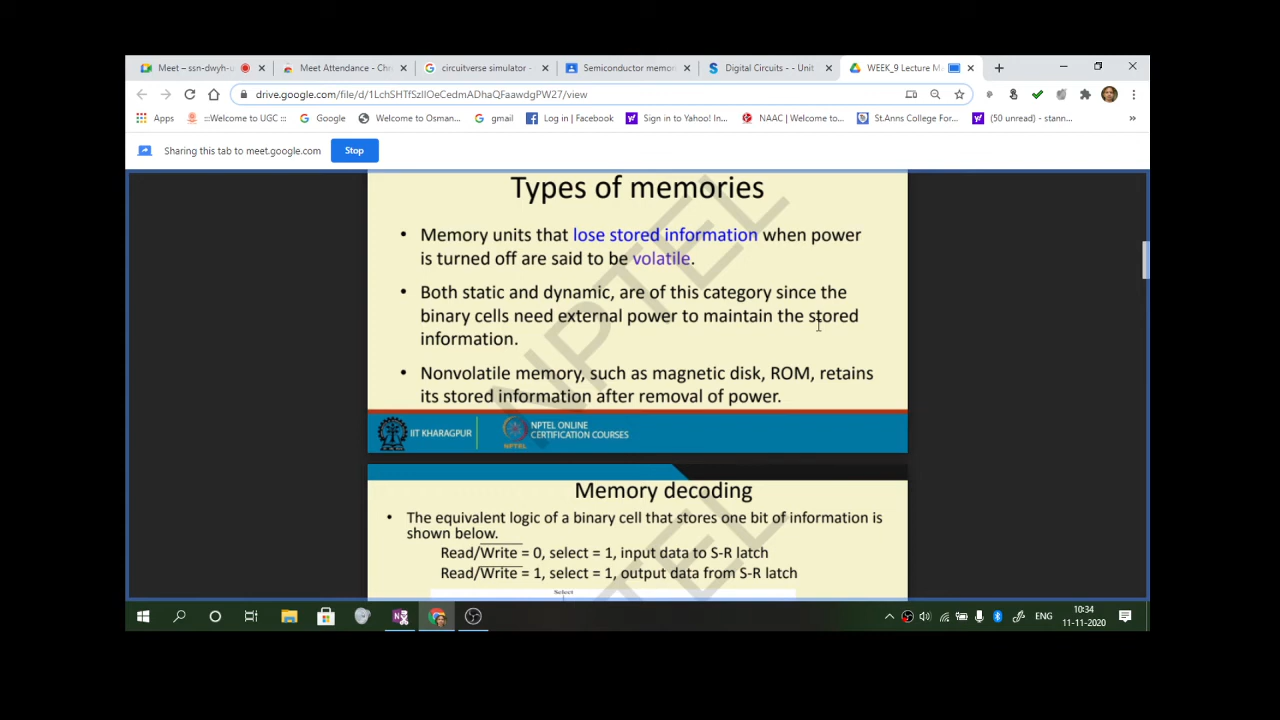 Meet – ssn-dwyh-u
Meet Attendance - Chr
circuitverse simulator -
Semiconductor memor
Digital Circuits - - Unit
WEEK_9 Lecture Ma
drive.google.com/file/d/1LchSHTfSzIIOeCedmADhaQFaawdgPW27/view
Apps
:::Welcome to UGC :::
Google
Welcome to Osman...
gmail
Log in | Facebook
Sign in to Yahoo! In...
NAAC | Welcome to...
St.Anns College For...
(50 unread) - stann...
Sharing this tab to meet.google.com
Stop
Types of memories
• Memory units that lose stored information when power
is turned off are said to be volatile.
• Both static and dynamic, are of this category since the
binary cells need external power to maintain the stored
information.
• Nonvolatile memory, such as magnetic disk, ROM, retains
its stored information after removal of power.
NPTEL
IIT KHARAGPUR
NPTEL
NPTEL ONLINE
CERTIFICATION COURSES
Memory decoding
• The equivalent logic of a binary cell that stores one bit of information is
shown below.
Read/Write = 0, select = 1, input data to S-R latch
Read/Write = 1, select = 1, output data from S-R latch
NPTEL
Select
ENG
10:34
11-11-2020